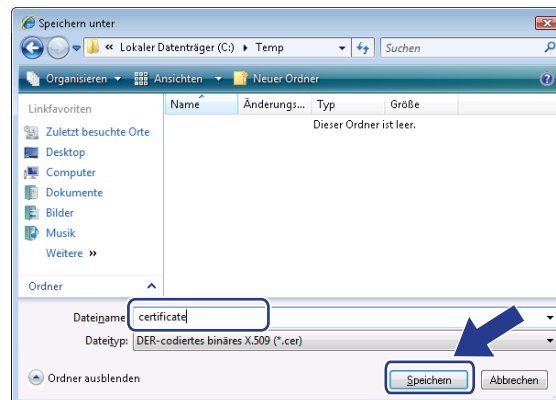 Speichern unter
« Lokaler Datenträger (C:) ▸ Temp
Suchen
Organisieren Ansichten Neuer Ordner
Linkfavoriten
Name Änderungs... Typ Größe
Dieser Ordner ist leer.
Zuletzt besuchte Orte
Desktop
Computer
Dokumente
Bilder
Musik
Weitere »
Ordner
Dateiname certificate
Dateityp: DER-codiertes binäres X.509 (*.cer)
Ordner ausblenden
Speichern Abbrechen